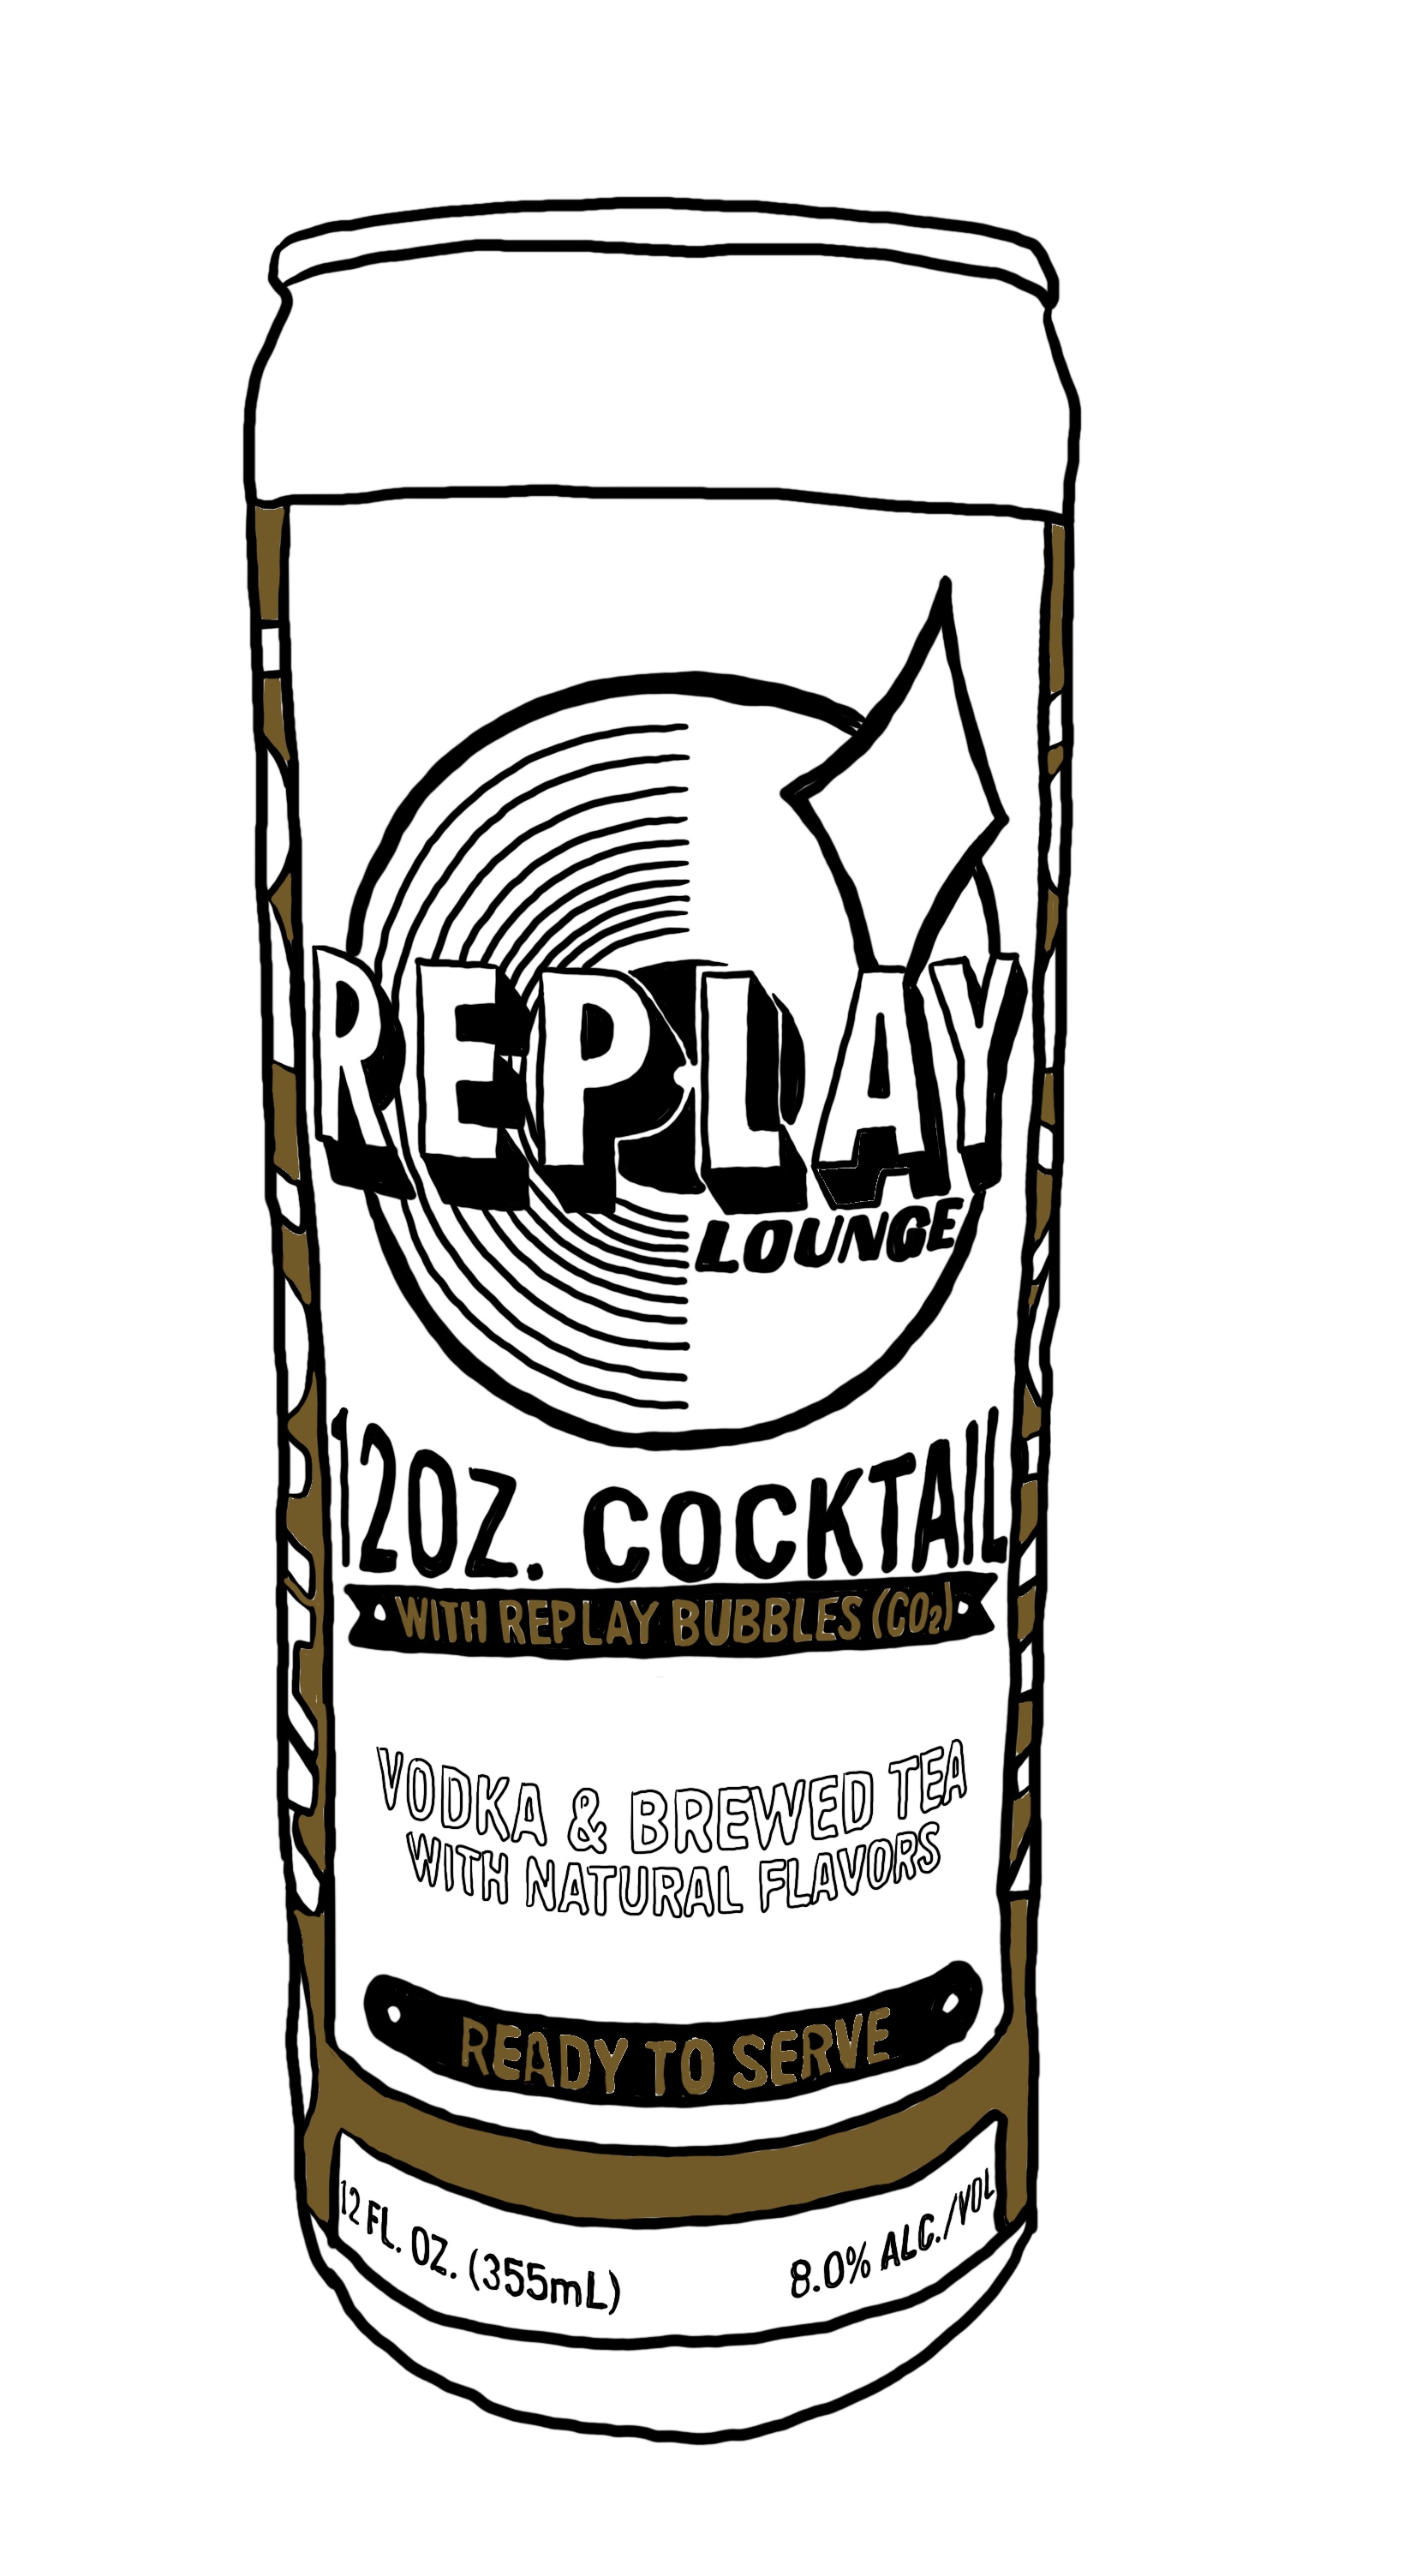 REPLAY
LOUNGE
12OZ. COCKTAIL
WITH REPLAY BUBBLES (CO₂)
VODKA & BREWED TEA
WITH NATURAL FLAVORS
READY TO SERVE
12 FL. OZ. (355mL) 8.0% ALC./VOL